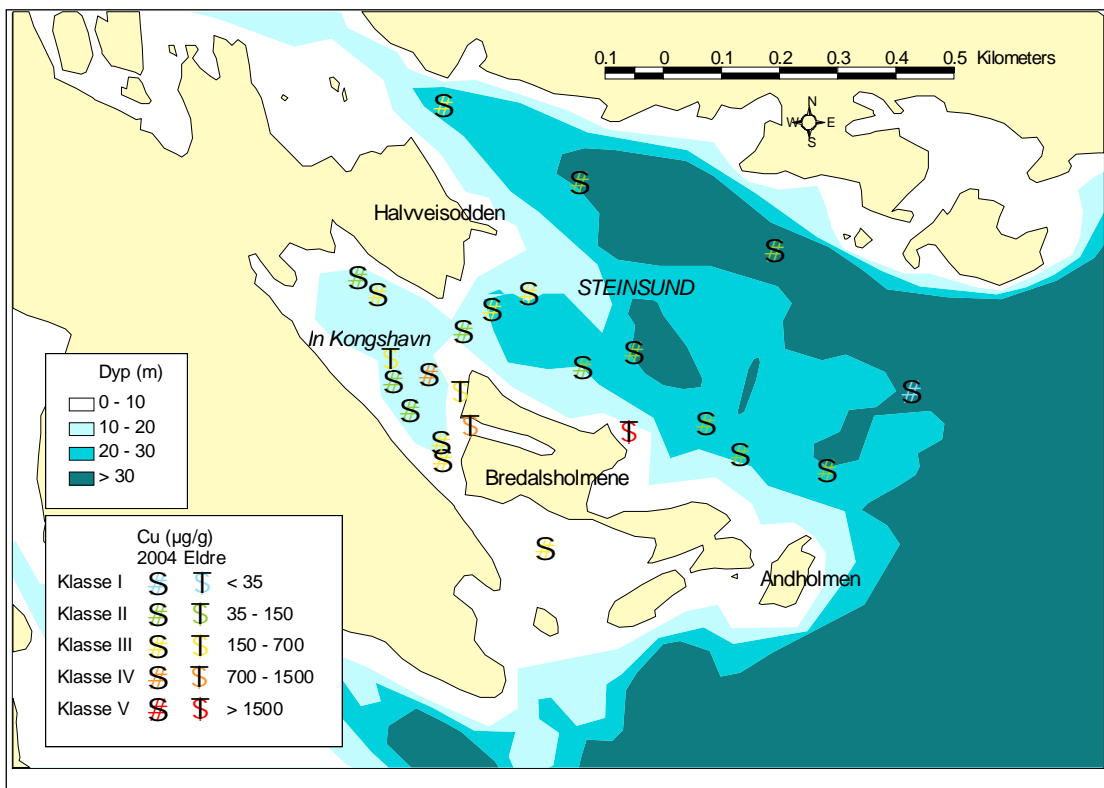 0.1 0 0.1 0.2 0.3 0.4 0.5 Kilometers
N
W E
S
Halvveisodden
STEINSUND
In Kongshavn
Bredalsholmene
Andholmen
Dyp (m)
0 - 10
10 - 20
20 - 30
> 30
Cu (µg/g)
2004 Eldre
Klasse I < 35
Klasse II 35 - 150
Klasse III 150 - 700
Klasse IV 700 - 1500
Klasse V > 1500